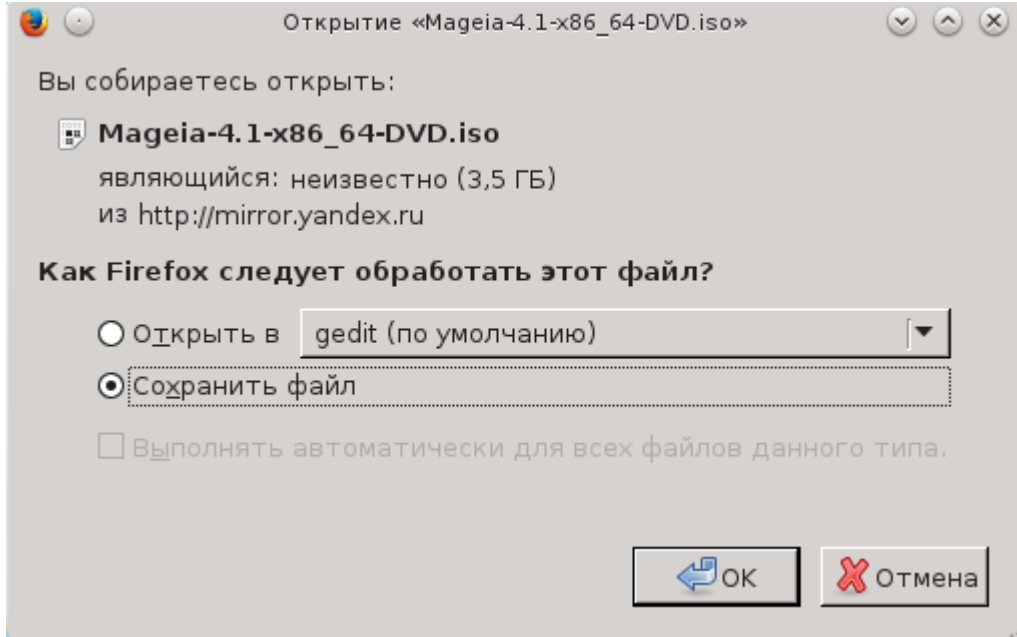 Открытие «Mageia-4.1-x86_64-DVD.iso»
Вы собираетесь открыть:
Mageia-4.1-x86_64-DVD.iso
являющийся: неизвестно (3,5 ГБ)
из http://mirror.yandex.ru
Как Firefox следует обработать этот файл?
Открыть в gedit (по умолчанию)
Сохранить файл
Выполнять автоматически для всех файлов данного типа.
OK Отмена